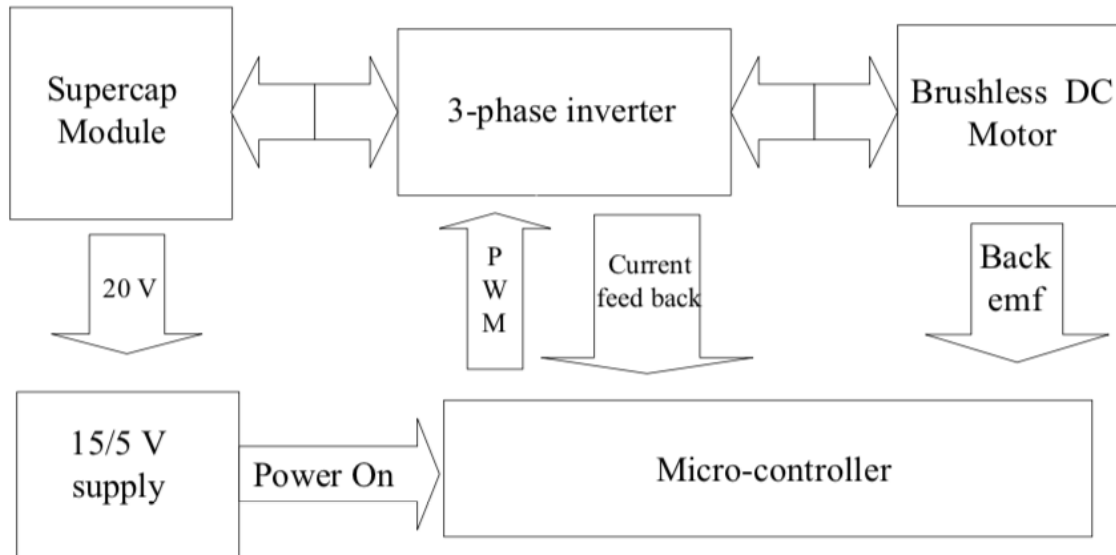 Supercap
Module
3-phase inverter
Brushless DC
Motor
20 V
P
W
M
Current
feed back
Back
emf
15/5 V
supply
Power On
Micro-controller